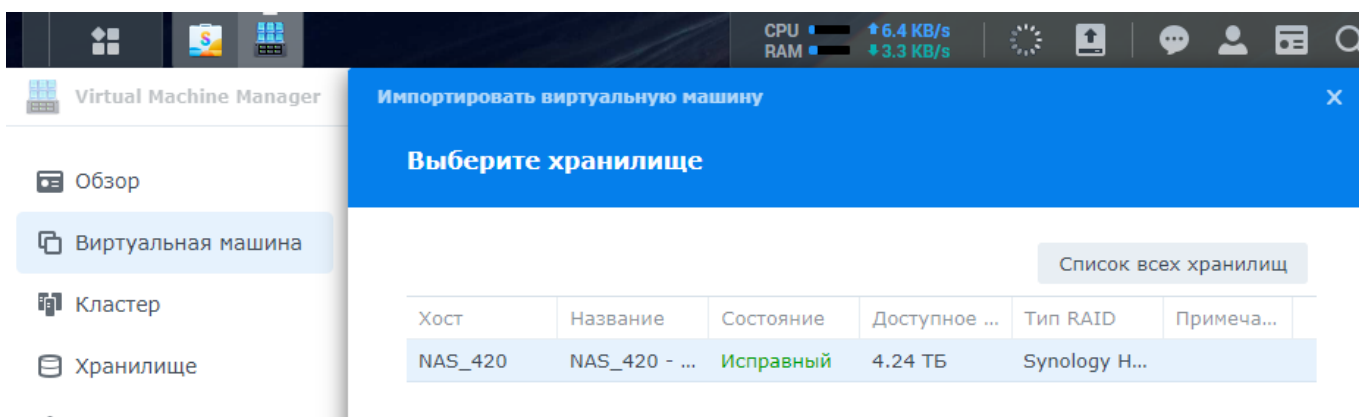 CPU ↑6.4 KB/s
RAM ↓3.3 KB/s
Virtual Machine Manager
Импортировать виртуальную машину
Выберите хранилище
Обзор
Виртуальная машина
Кластер
Хранилище
Список всех хранилищ
Хост Название Состояние Доступное ... Тип RAID Примеча...
NAS_420 NAS_420 - ... Исправный 4.24 ТБ Synology H...